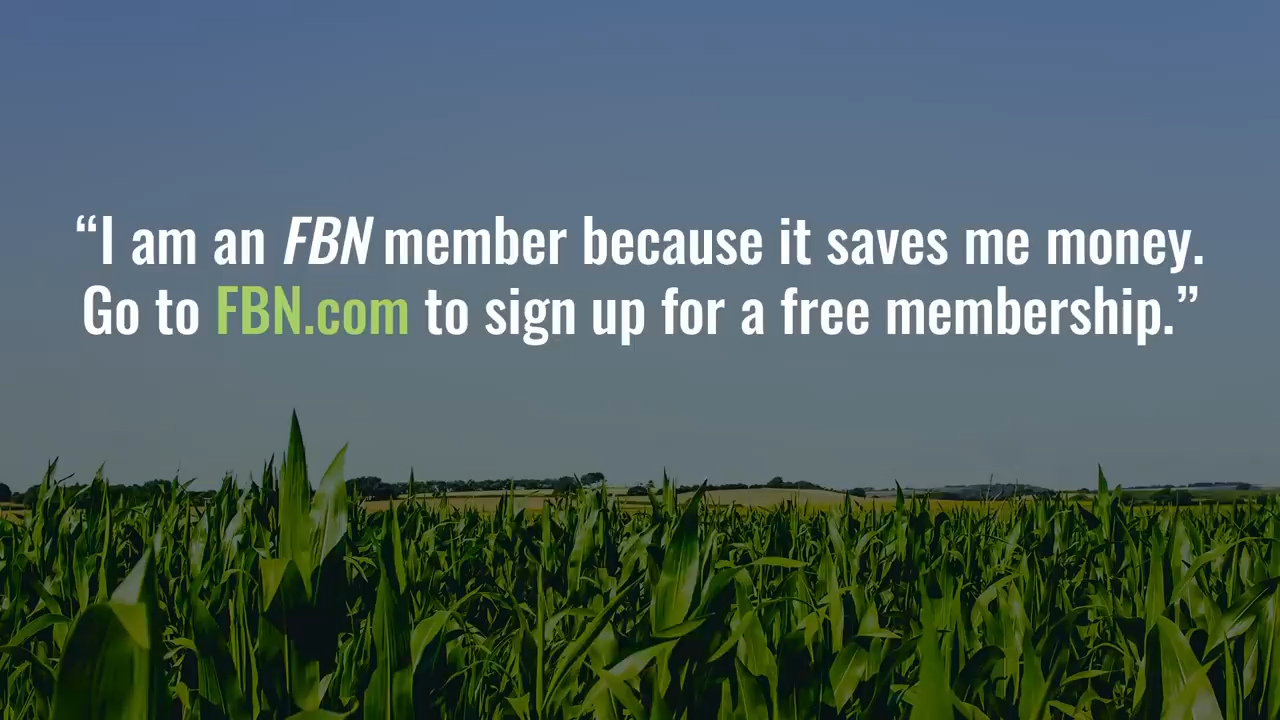 “I am an FBN member because it saves me money.
Go to FBN.com to sign up for a free membership.”